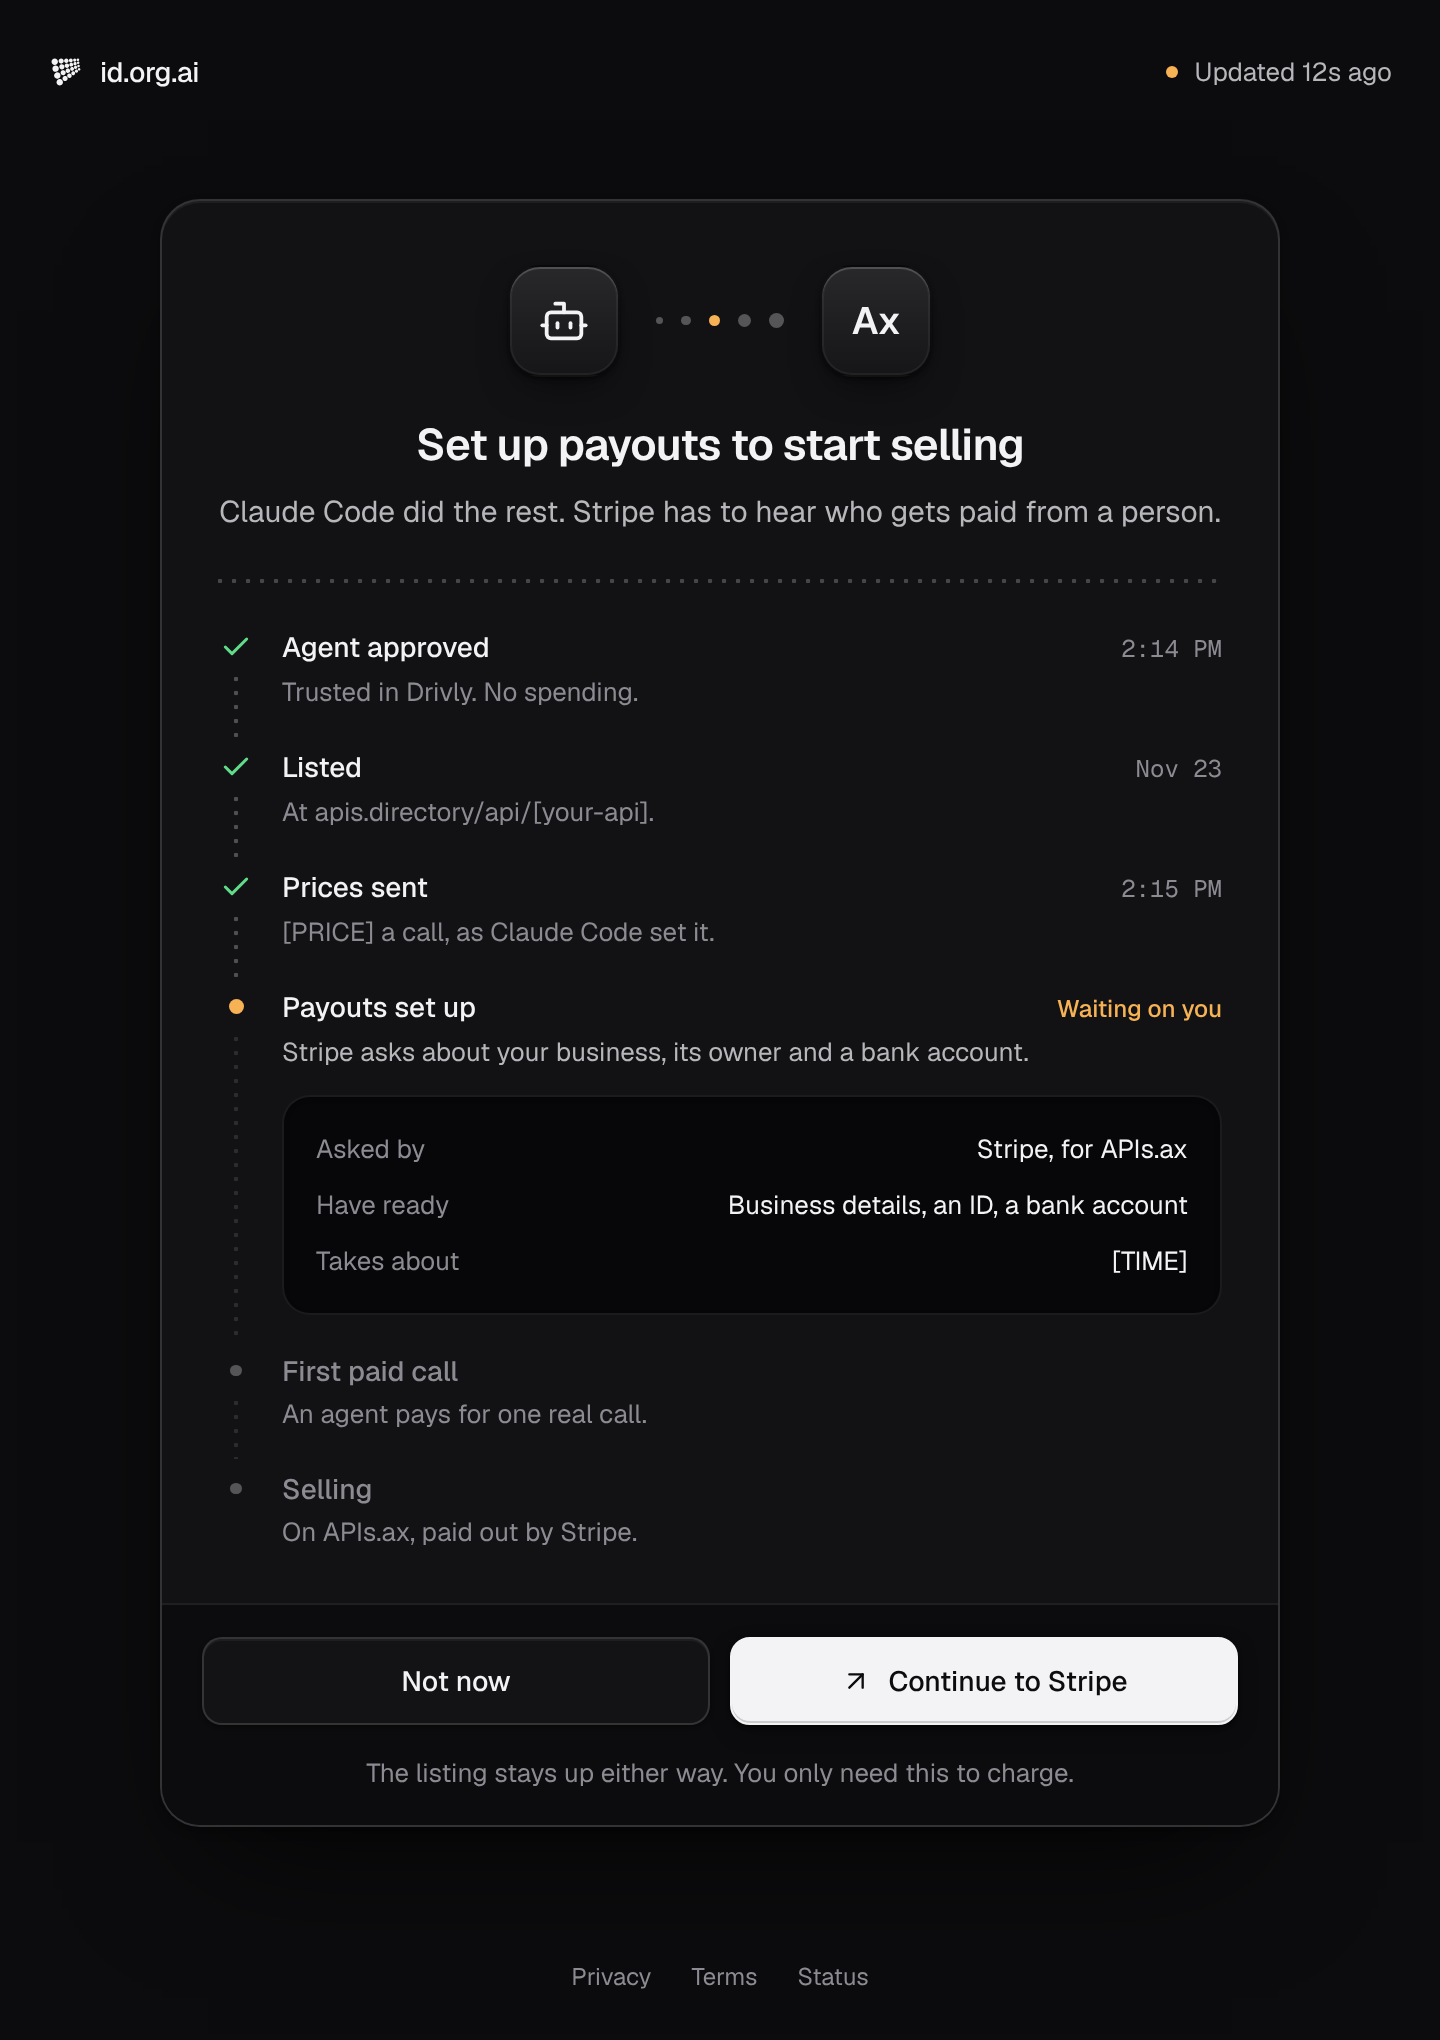 id.org.ai
Updated 12s ago
Ax
Set up payouts to start selling
Claude Code did the rest. Stripe has to hear who gets paid from a person.
Agent approved
2:14 PM
Trusted in Drivly. No spending.
Listed
Nov 23
At apis.directory/api/[your-api].
Prices sent
2:15 PM
[PRICE] a call, as Claude Code set it.
Payouts set up
Waiting on you
Stripe asks about your business, its owner and a bank account.
Asked by
Stripe, for APIs.ax
Have ready
Business details, an ID, a bank account
Takes about
[TIME]
First paid call
An agent pays for one real call.
Selling
On APIs.ax, paid out by Stripe.
Not now
Continue to Stripe
The listing stays up either way. You only need this to charge.
Privacy
Terms
Status